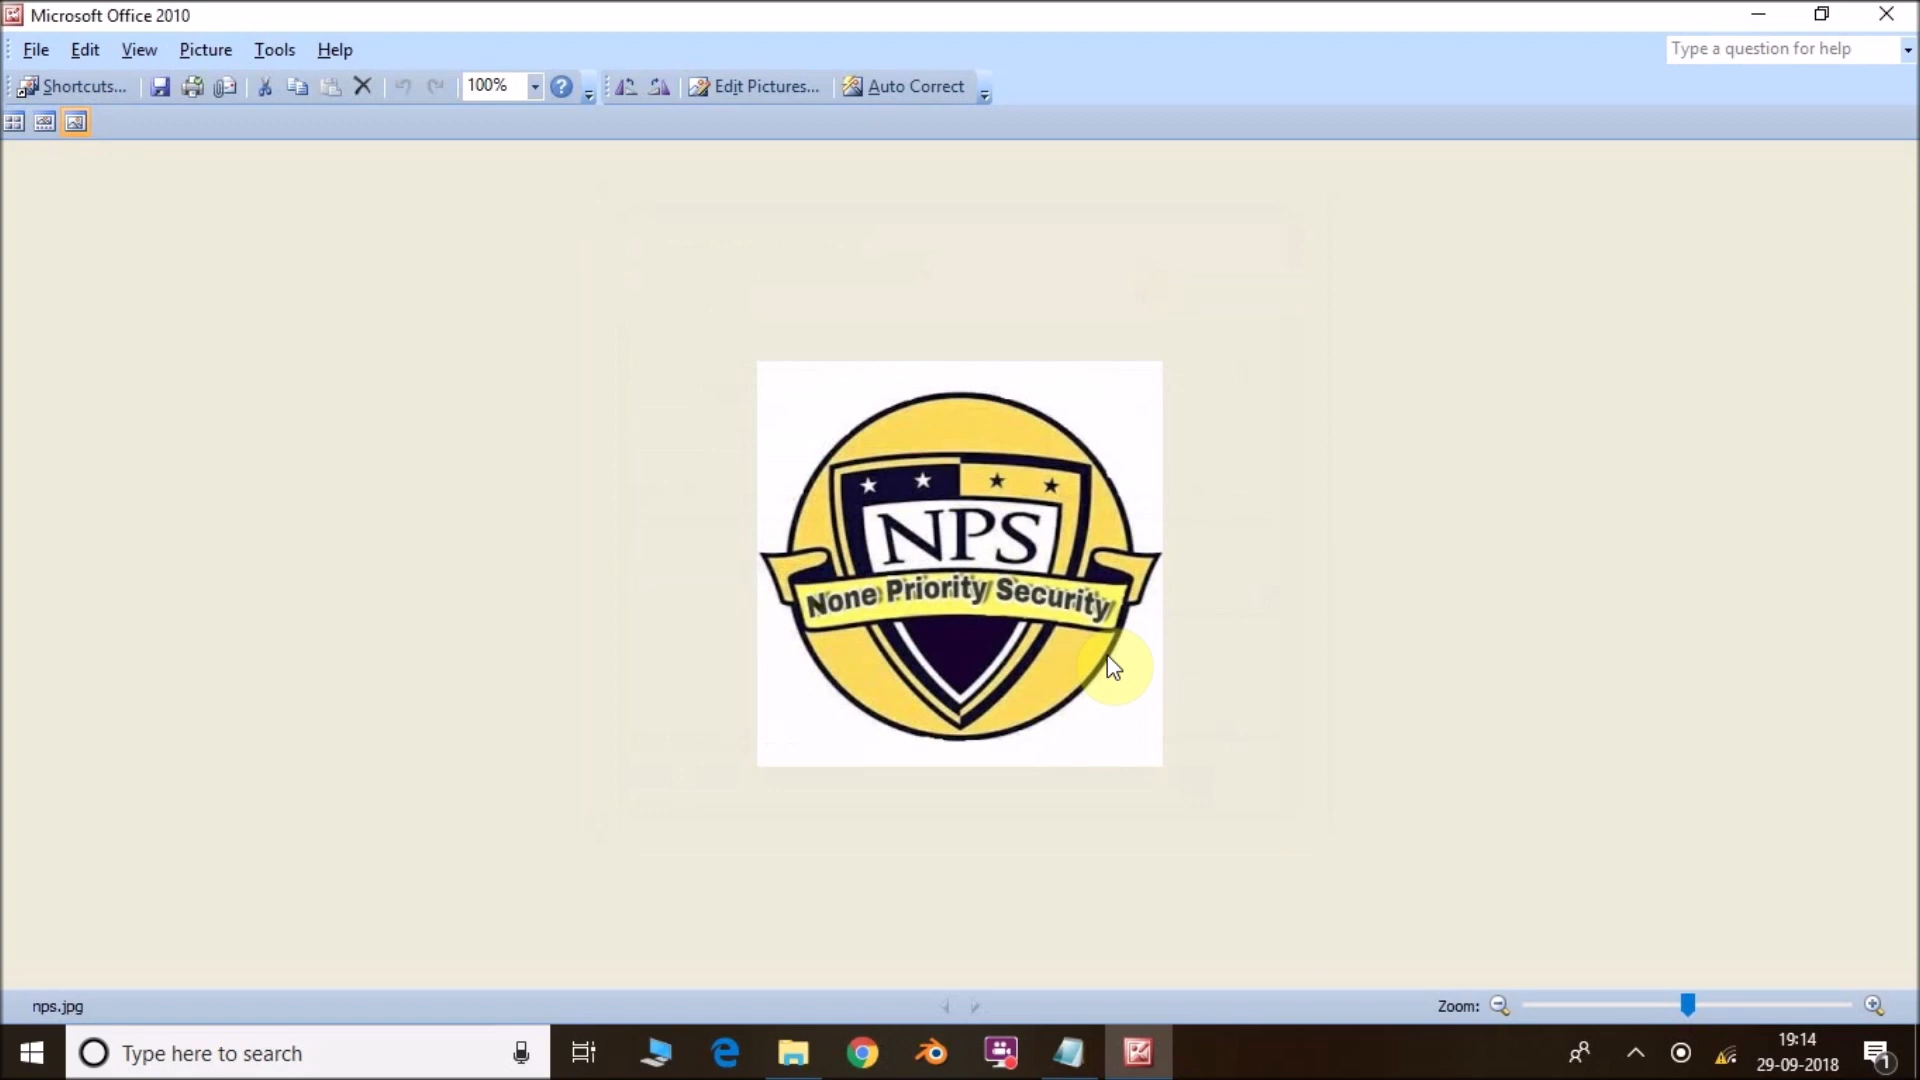 Microsoft Office 2010
File Edit View Picture Tools Help
Type a question for help
Shortcuts... 100% Edit Pictures... Auto Correct
NPS
None Priority Security
nps.jpg
Zoom:
Type here to search
19:14
29-09-2018
1